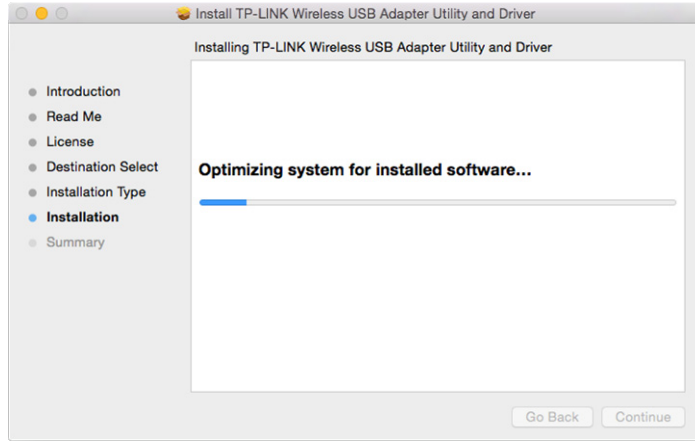 Install TP-LINK Wireless USB Adapter Utility and Driver
Installing TP-LINK Wireless USB Adapter Utility and Driver
Introduction
Read Me
License
Destination Select
Installation Type
Installation
Summary
Optimizing system for installed software...
Go Back
Continue